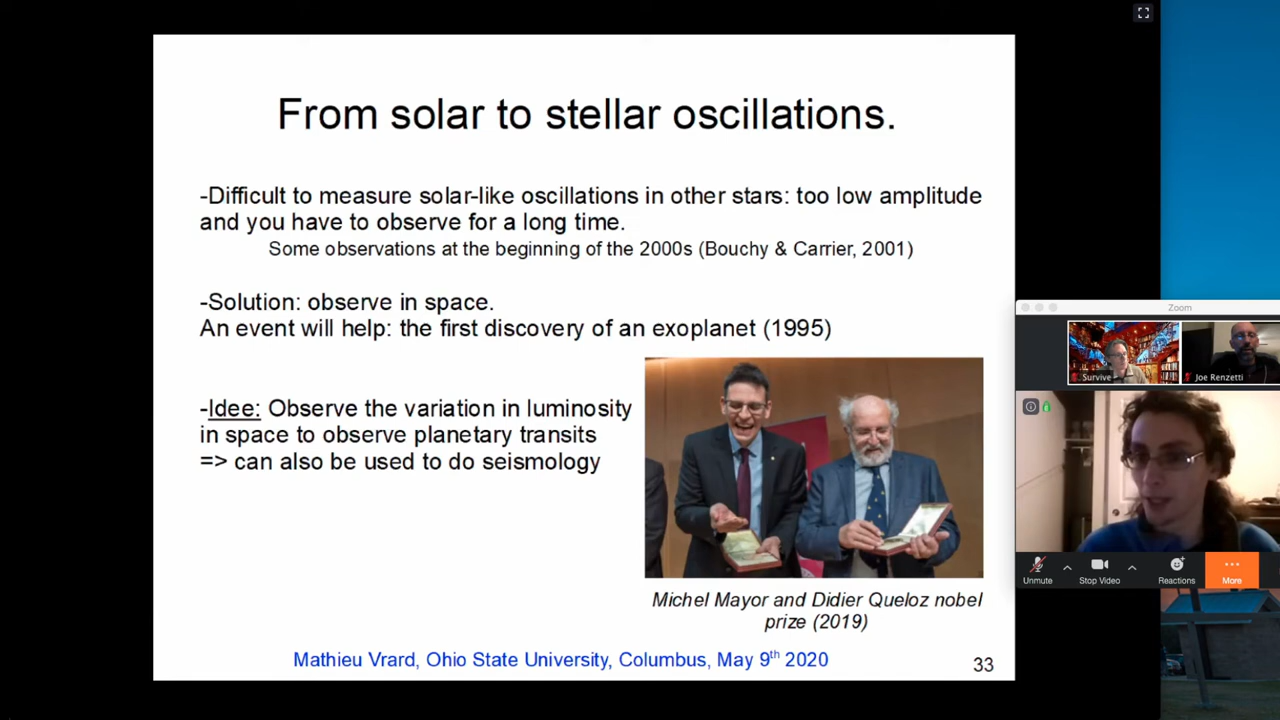 From solar to stellar oscillations.
-Difficult to measure solar-like oscillations in other stars: too low amplitude
and you have to observe for a long time.
Some observations at the beginning of the 2000s (Bouchy & Carrier, 2001)
-Solution: observe in space.
An event will help: the first discovery of an exoplanet (1995)
-Idee: Observe the variation in luminosity
in space to observe planetary transits
=> can also be used to do seismology
Michel Mayor and Didier Queloz nobel
prize (2019)
Mathieu Vrard, Ohio State University, Columbus, May 9th 2020
33
Zoom
Survive
Joe Renzetti
Unmute
Stop Video
Reactions
More